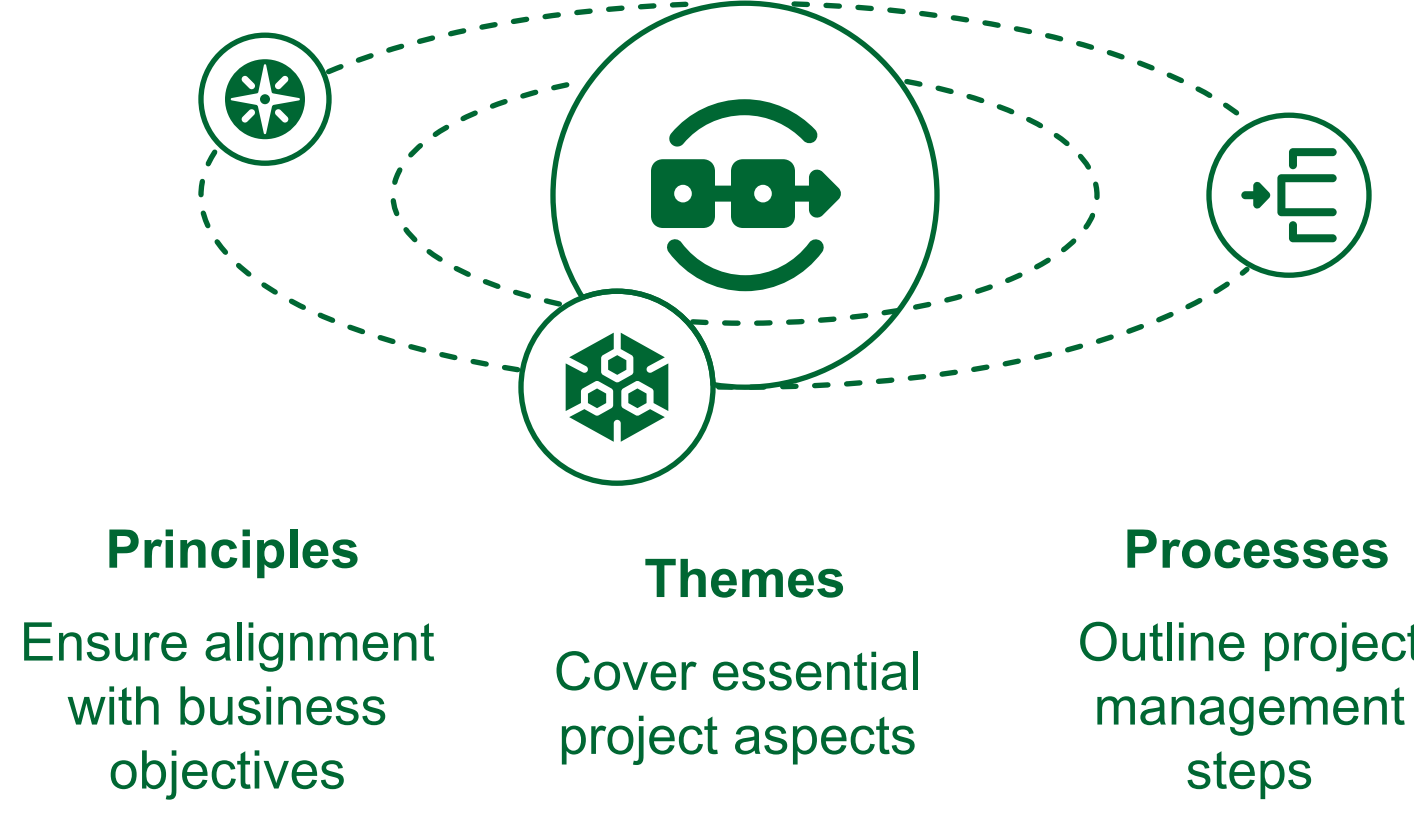 Principles
Ensure alignment
with business
objectives
Themes
Cover essential
project aspects
Processes
Outline project
management
steps